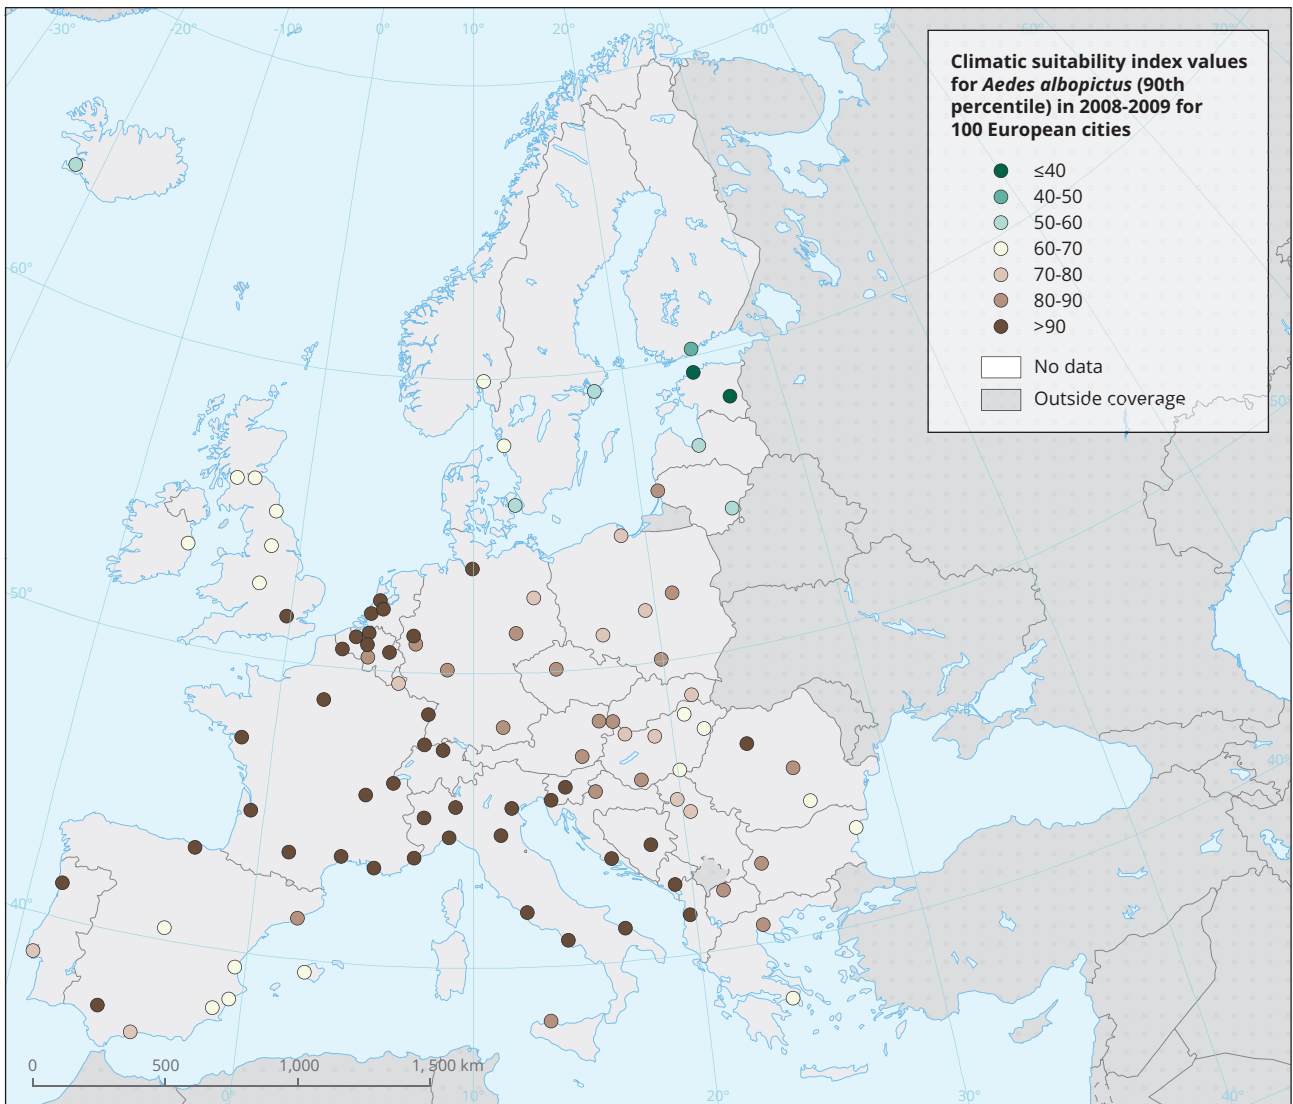 -30° -20° -10° 0° 10° 20° 30° 40° 50° 60° 70°
Climatic suitability index values
for Aedes albopictus (90th
percentile) in 2008-2009 for
100 European cities
≤40
40-50
50-60
60-70
70-80
80-90
>90
No data
Outside coverage
60°
50°
50°
40°
40°
0 500 1,000 1,500 km
0° 10° 20° 30° 40°